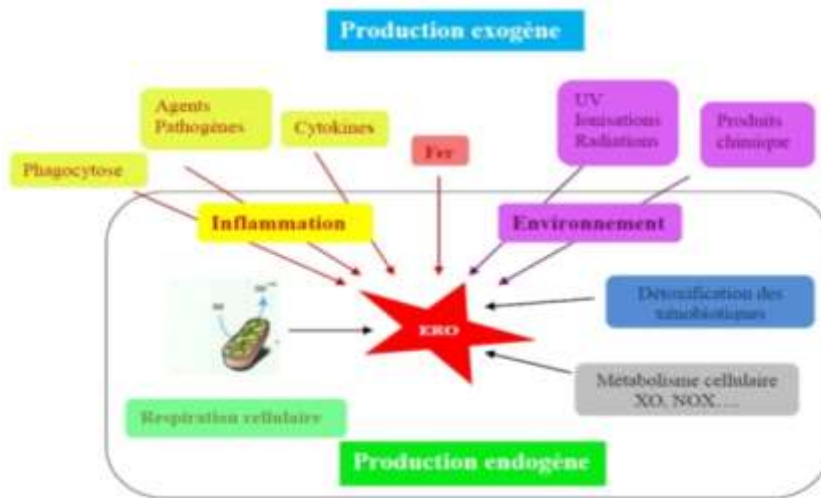 Production exogène
Agents
Pathogènes
Cytokines
UV
Ionisations
Radiations
Produits
chimique
Phagocytose
Fer
Inflammation
Environnement
Détoxification des
xénobiotiques
ERO
Métabolisme cellulaire
XO, NOX….
Respiration cellulaire
Production endogène